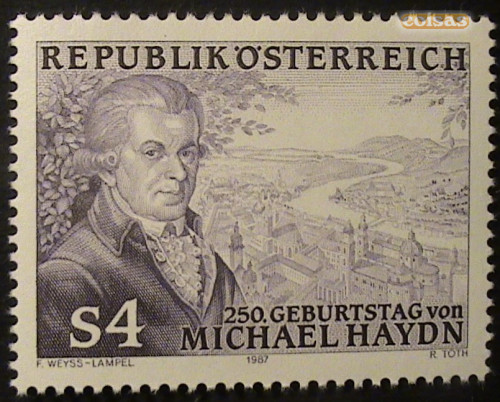 REPUBLIK ÖSTERREICH
S4
250. GEBURTSTAG von
MICHAEL HAYDN
F. WEYSS-LAMPEL
1987
R. TOTH